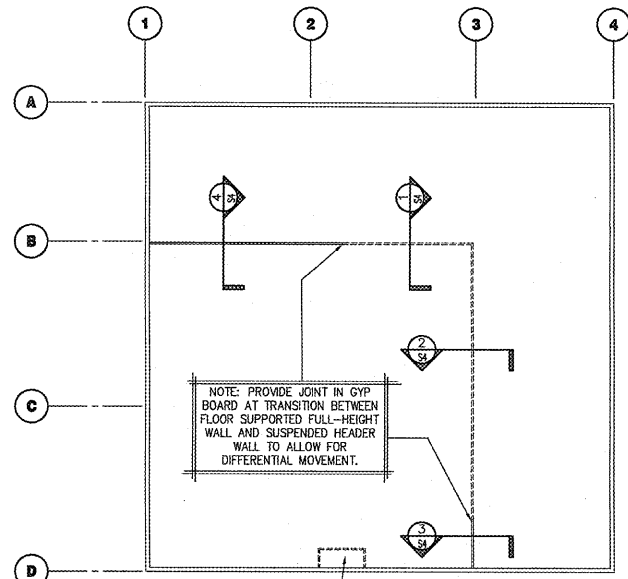 1
2
3
4
A
4
S4
1
S4
B
2
S4
NOTE: PROVIDE JOINT IN GYP
BOARD AT TRANSITION BETWEEN
FLOOR SUPPORTED FULL-HEIGHT
WALL AND SUSPENDED HEADER
WALL TO ALLOW FOR
DIFFERENTIAL MOVEMENT.
C
3
S4
D